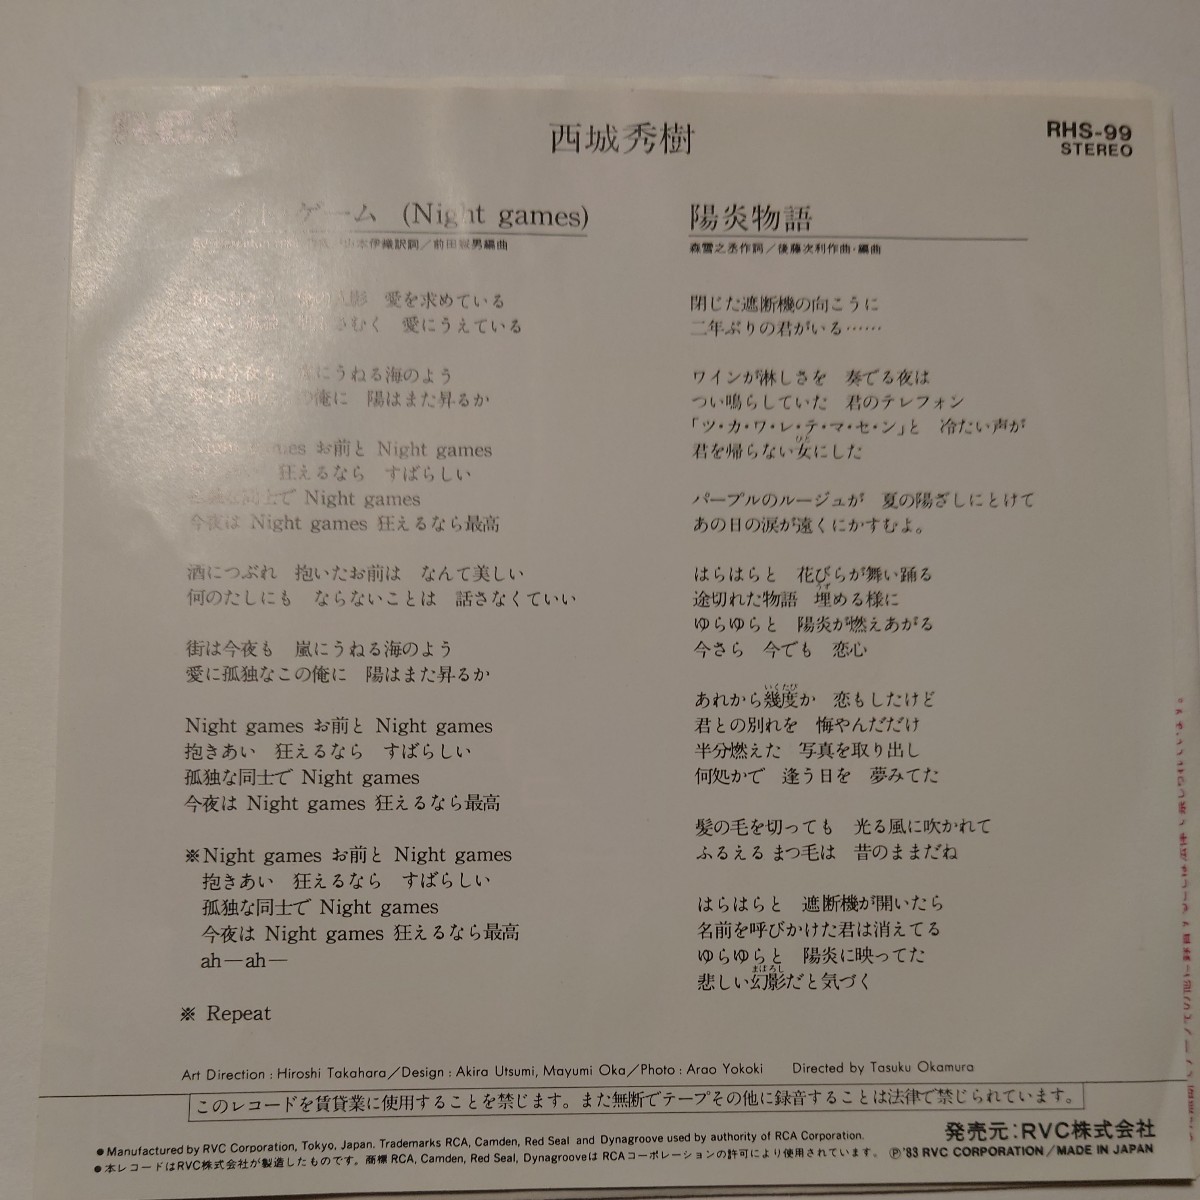 西城秀樹
RHS-99
STEREO
ゲーム (Night games)
山本伊織訳詞／前田憲男編曲
愛を求めている
愛にうえている
うねる海のよう
俺に 陽はまた昇るか
お前と Night games
狂えるなら すばらしい
同士で Night games
今夜は Night games 狂えるなら最高
酒につぶれ 抱いたお前は なんて美しい
何のたしにも ならないことは 話さなくていい
街は今夜も 嵐にうねる海のよう
愛に孤独なこの俺に 陽はまた昇るか
Night games お前と Night games
抱きあい 狂えるなら すばらしい
孤独な同士で Night games
今夜は Night games 狂えるなら最高
※Night games お前と Night games
抱きあい 狂えるなら すばらしい
孤独な同士で Night games
今夜は Night games 狂えるなら最高
ah—ah—
※ Repeat
陽炎物語
森雪之丞作詞／後藤次利作曲・編曲
閉じた遮断機の向こうに
二年ぶりの君がいる……
ワインが淋しさを 奏でる夜は
つい鳴らしていた 君のテレフォン
「ツ・カ・ワ・レ・テ・マ・セ・ン」と 冷たい声が
君を帰らない女にした
ひと
パープルのルージュが 夏の陽ざしにとけて
あの日の涙が遠くにかすむよ。
はらはらと 花びらが舞い踊る
途切れた物語 埋める様に
うず
ゆらゆらと 陽炎が燃えあがる
今さら 今でも 恋心
あれから幾度か 恋もしたけど
いくたび
君との別れを 悔やんだだけ
半分燃えた 写真を取り出し
何処かで 逢う日を 夢みてた
髪の毛を切っても 光る風に吹かれて
ふるえる まつ毛は 昔のままだね
はらはらと 遮断機が開いたら
名前を呼びかけた君は消えてる
ゆらゆらと 陽炎に映ってた
悲しい幻影だと気づく
まぼろし
Art Direction : Hiroshi Takahara／Design : Akira Utsumi, Mayumi Oka／Photo : Arao Yokoki Directed by Tasuku Okamura
このレコードを賃貸業に使用することを禁じます。また無断でテープその他に録音することは法律で禁じられています。
発売元：RVC株式会社
● Manufactured by RVC Corporation, Tokyo, Japan. Trademarks RCA, Camden, Red Seal and Dynagroove used by authority of RCA Corporation.
● 本レコードはRVC株式会社が製造したものです。商標 RCA, Camden, Red Seal, Dynagrooveは RCAコーポレーションの許可により使用されています。 Ⓟ'83 RVC CORPORATION／MADE IN JAPAN